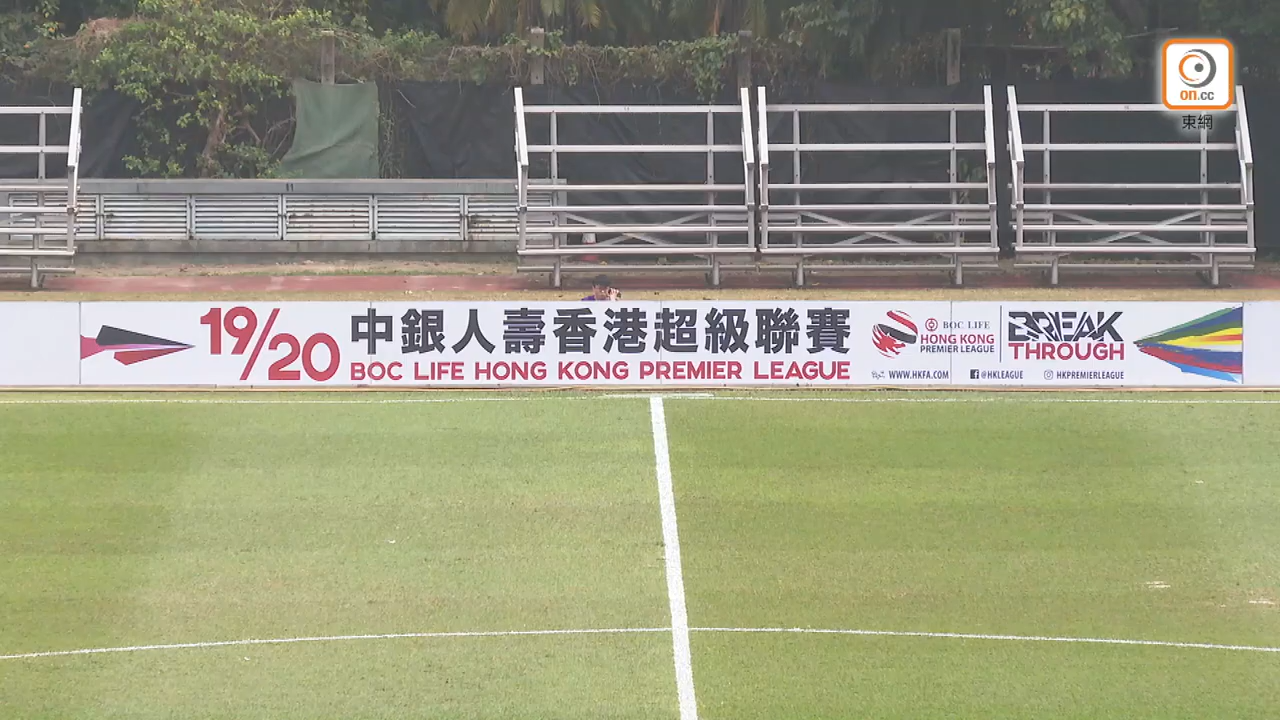 on.cc
東網
19/20
中銀人壽香港超級聯賽
BOC LIFE HONG KONG PREMIER LEAGUE
BOC LIFE
HONG KONG
PREMIER LEAGUE
BREAK
THROUGH
WWW.HKFA.COM
@HKLEAGUE
HKPREMIERLEAGUE